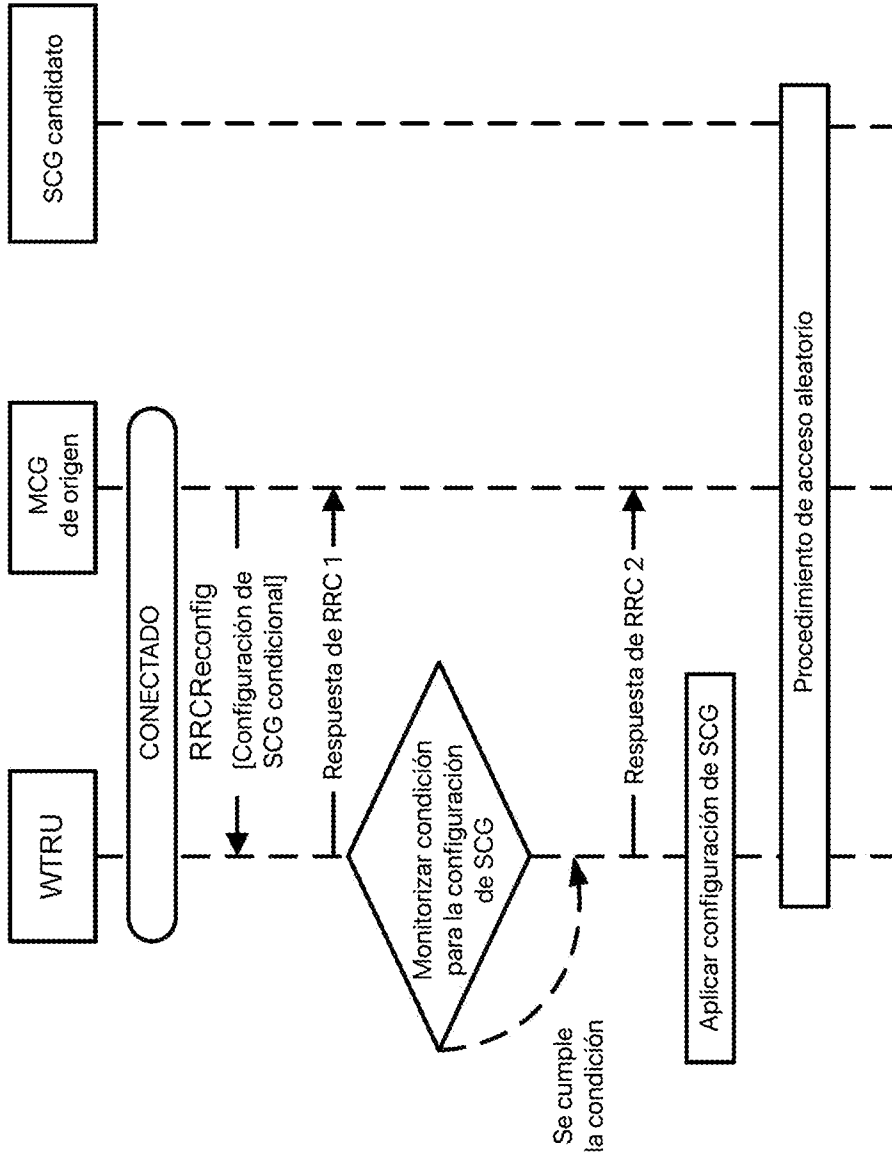 WTRU
MCG
de origen
SCG candidato
CONECTADO
RRCReconfig
[Configuración de
SCG condicional]
Respuesta de RRC 1
Monitorizar condición
para la configuración
de SCG
Se cumple
la condición
Respuesta de RRC 2
Aplicar configuración de SCG
Procedimiento de acceso aleatorio